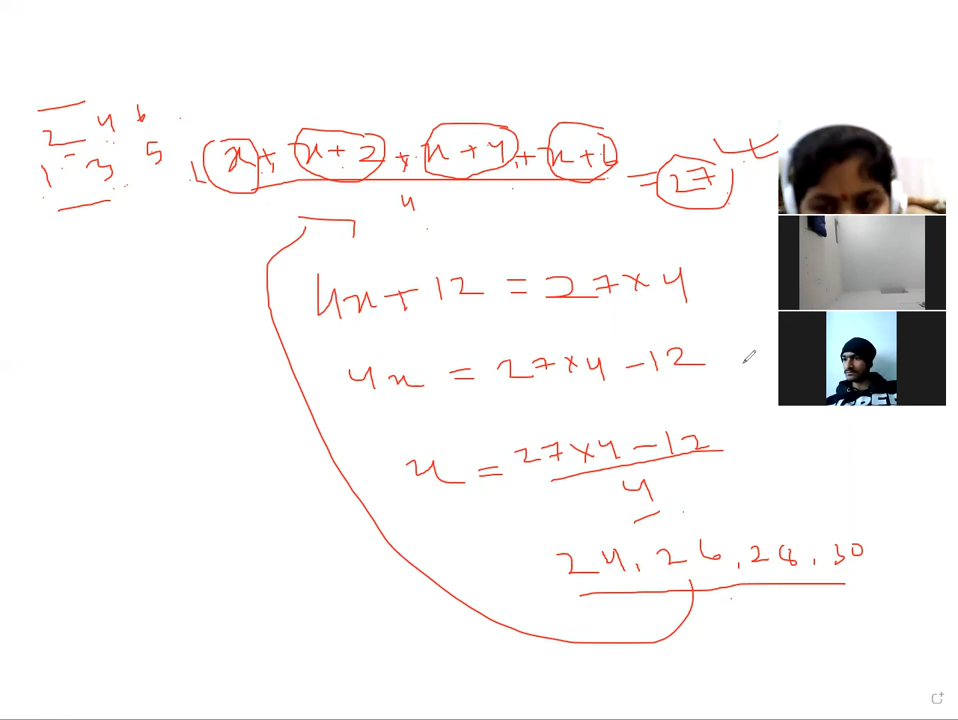 2 4 6
1 3 5
x + x+2 + x+4 + x+6 = 27
4
4x + 12 = 27 × 4
4x = 27 × 4 - 12
x = 27 × 4 - 12
4
24, 26, 28, 30